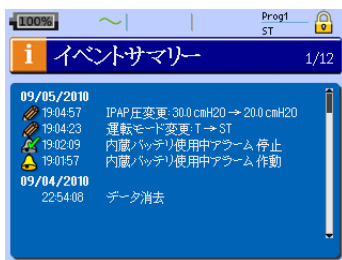 100%
Prog1
ST
i イベントサマリー 1/12
09/05/2010
19:04:57 IPAP圧変更:30.0 cmH2O→20.0 cmH2O
19:04:23 運転モード変更:T→ST
19:02:09 内蔵バッテリ使用中アラーム 停止
19:01:57 内蔵バッテリ使用中アラーム 作動
09/04/2010
22:54:08 データ消去